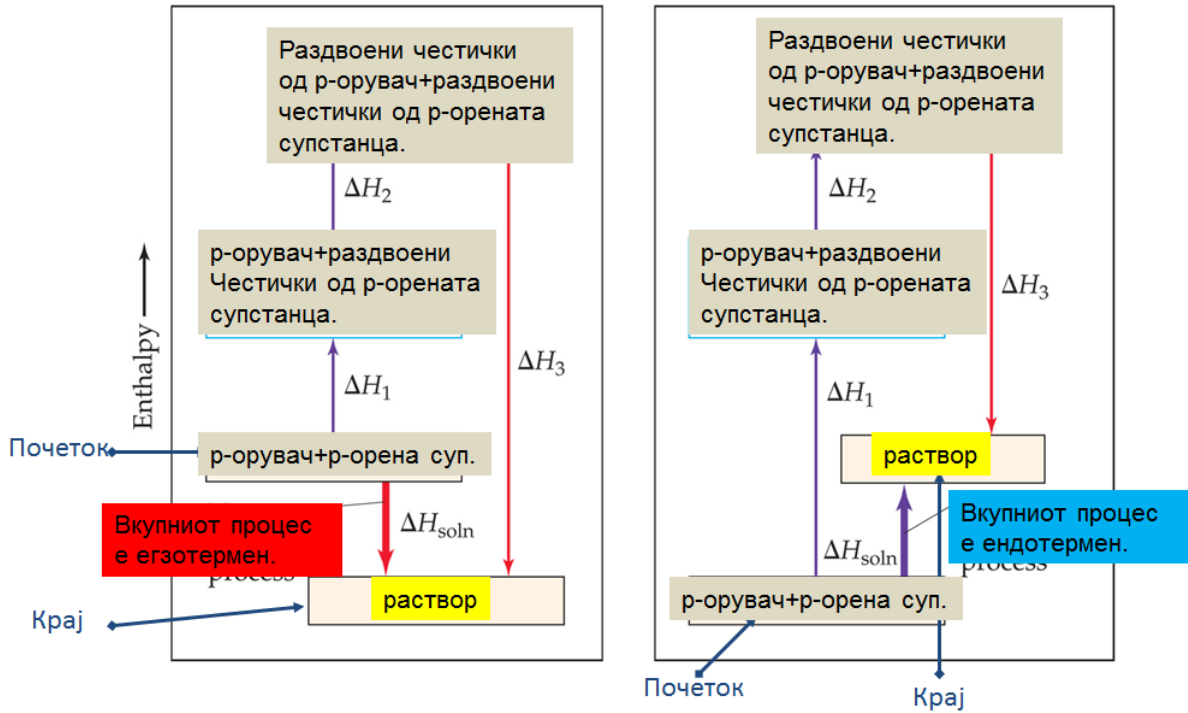 Раздвоени честички
од р-орувач+раздвоени
честички од р-орената
супстанца.
ΔH2
р-орувач+раздвоени
Честички од р-орената
супстанца.
ΔH3
Enthalpy
ΔH1
Почеток
р-орувач+р-орена суп.
Вкупниот процес
е егзотермен.
ΔHsoln
process
раствор
Крај
Раздвоени честички
од р-орувач+раздвоени
честички од р-орената
супстанца.
ΔH2
р-орувач+раздвоени
Честички од р-орената
супстанца.
ΔH3
ΔH1
раствор
Вкупниот процес
е ендотермен.
ΔHsoln
process
р-орувач+р-орена суп.
Почеток
Крај